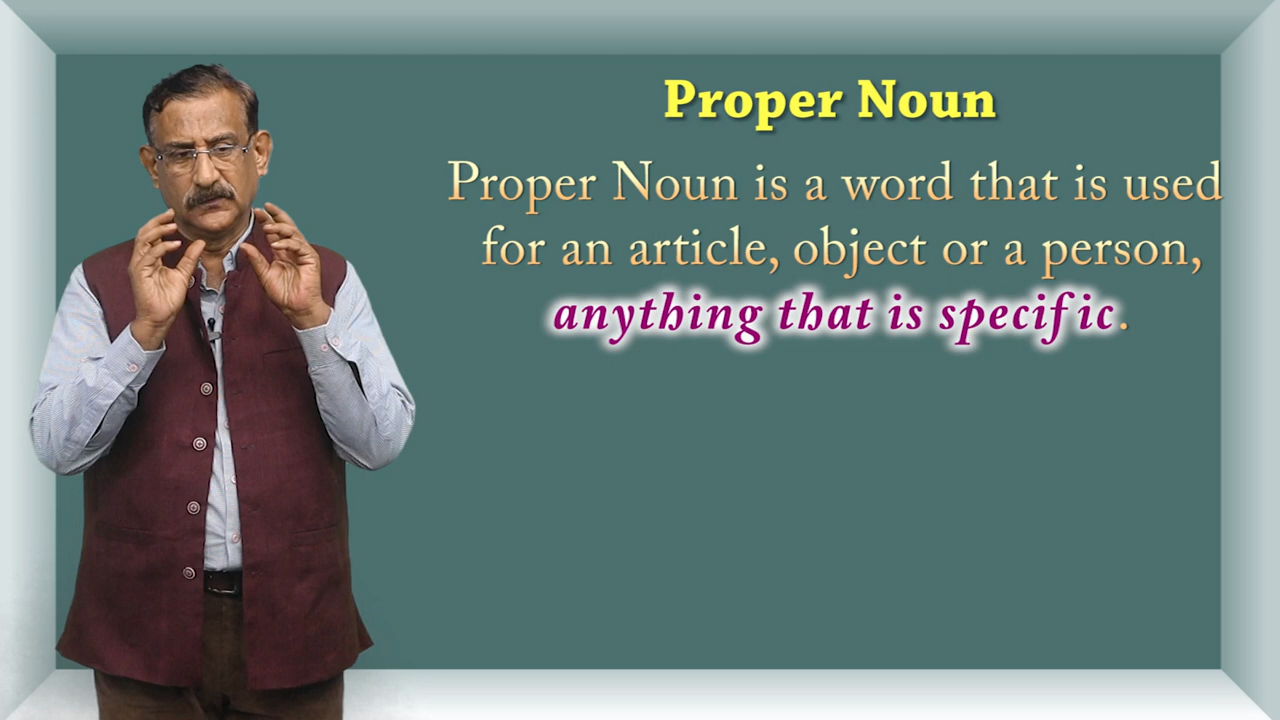 Proper Noun
Proper Noun is a word that is used
for an article, object or a person,
anything that is specific.